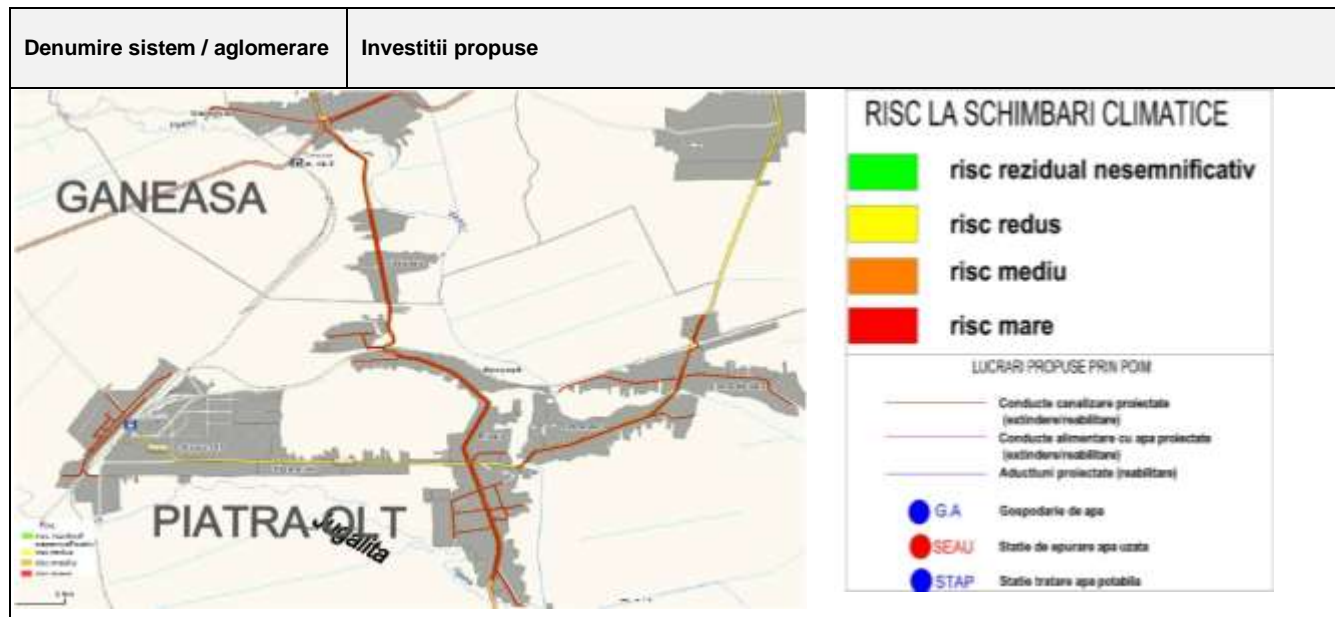 Denumire sistem / aglomerare
Investitii propuse
GANEASA
PIATRA OLT
Jugalita
RISC LA SCHIMBARI CLIMATICE
risc rezidual nesemnificativ
risc redus
risc mediu
risc mare
LUCRARI PROPUSE PRIN POIM
Conducte canalizare proiectate
(extindere/reabilitare)
Conducte alimentare cu apa proiectate
(extindere/reabilitare)
Aductiuni proiectate (reabilitare)
G.A Gospodarie de apa
SEAU Statie de epurare apa uzata
STAP Statie tratare apa potabila